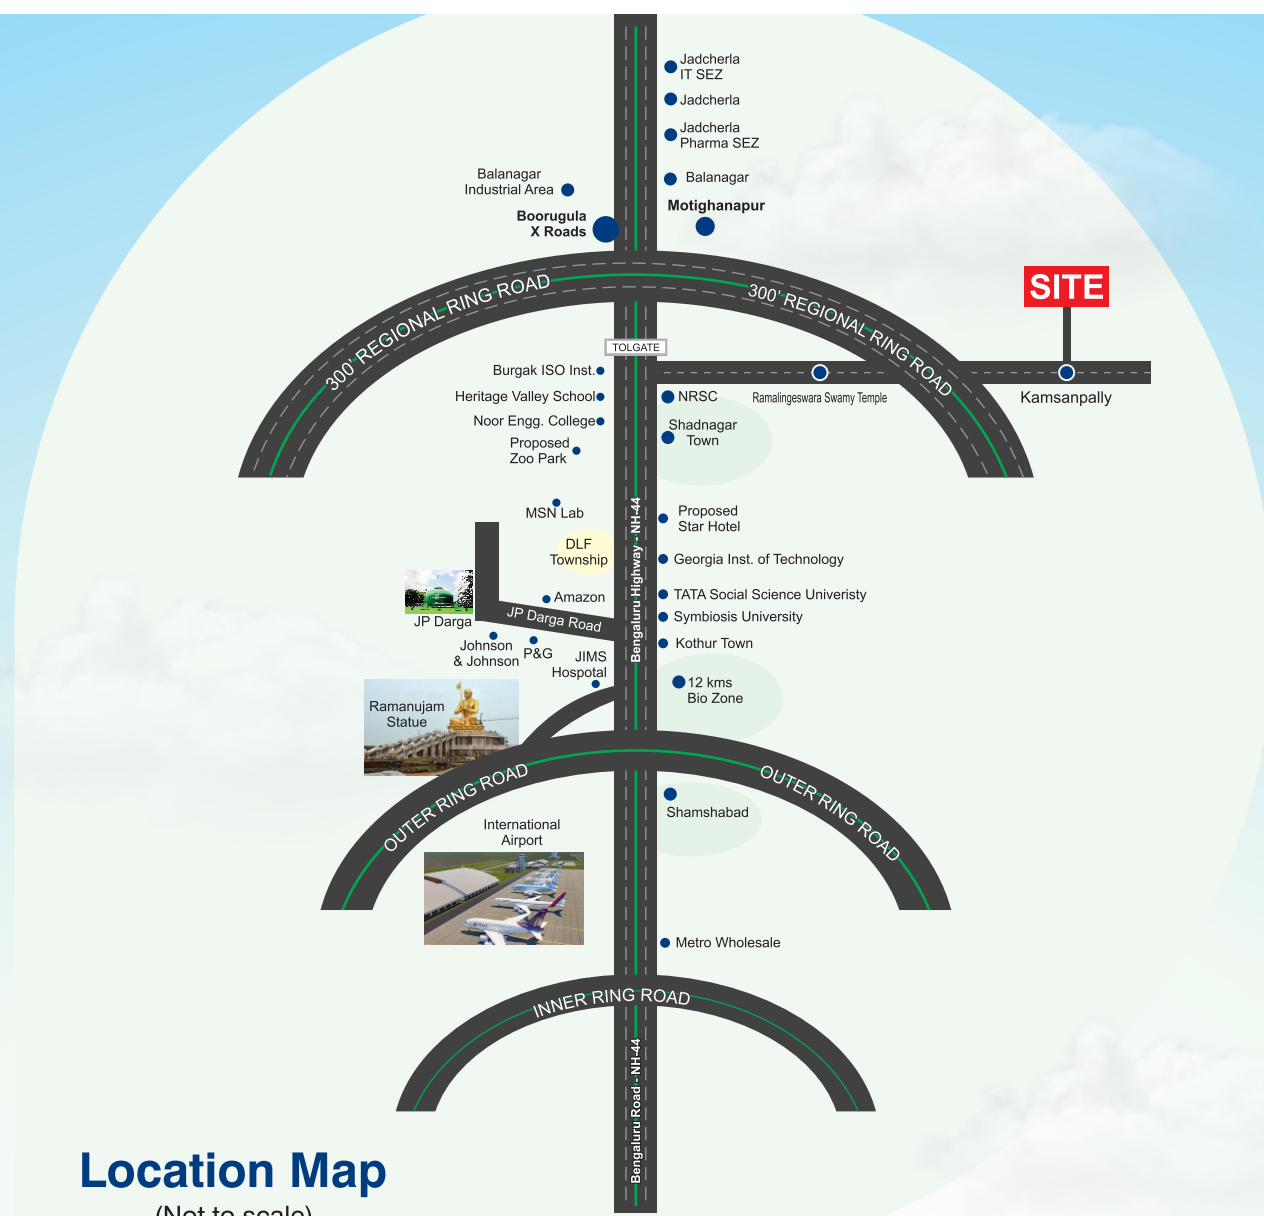 Jadcherla
IT SEZ
Jadcherla
Jadcherla
Pharma SEZ
Balanagar
Industrial Area
Balanagar
Boorugula
X Roads
Motighanapur
300' REGIONAL RING ROAD
300' REGIONAL RING ROAD
SITE
TOLGATE
Burgak ISO Inst.
Heritage Valley School
NRSC
Ramalingeswara Swamy Temple
Kamsanpally
Noor Engg. College
Shadnagar
Town
Proposed
Zoo Park
MSN Lab
Proposed
Star Hotel
DLF
Township
Bengaluru Highway - NH-44
Georgia Inst. of Technology
Amazon
TATA Social Science Univeristy
JP Darga
JP Darga Road
Symbiosis University
Johnson
& Johnson
P&G
JIMS
Hospotal
Kothur Town
12 kms
Bio Zone
Ramanujam
Statue
OUTER RING ROAD
OUTER RING ROAD
Shamshabad
International
Airport
Metro Wholesale
INNER RING ROAD
Bengaluru Road - NH-44
Location Map
(Not to scale)